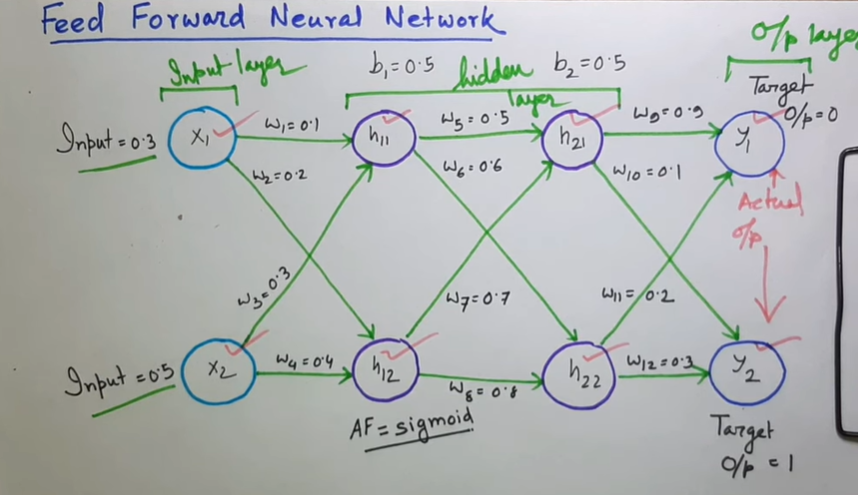 Feed Forward Neural Network
O/p layer
Input layer
b₁=0.5
hidden layer
b₂=0.5
Target O/p=0
Input=0.3
x₁
w₁=0.1
h₁₁
w₅=0.5
h₂₁
w₉=0.9
y₁
w₂=0.2
w₆=0.6
w₁₀=0.1
Actual O/p
w₃=0.3
w₇=0.7
w₁₁=0.2
Input=0.5
x₂
w₄=0.4
h₁₂
w₈=0.8
h₂₂
w₁₂=0.3
y₂
AF=sigmoid
Target
O/p=1